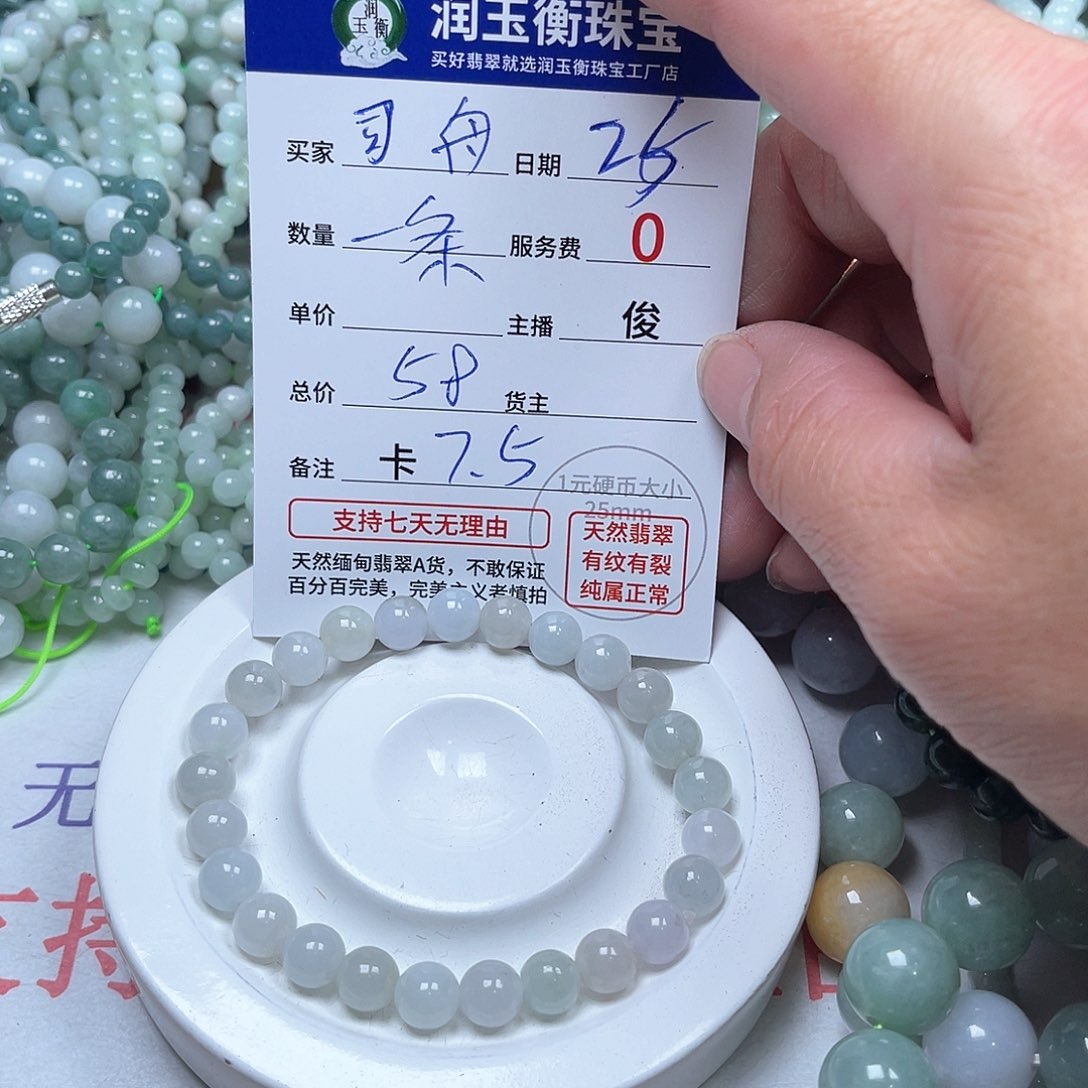 润玉衡
润玉衡珠宝
买好翡翠就选润玉衡珠宝工厂店
买家 司舟 日期 26
数量 一条 服务费 0
单价 主播 俊
总价 58 货主
备注 卡 7.5
1元硬币大小
25mm
支持七天无理由
天然翡翠
有纹有裂
纯属正常
天然缅甸翡翠A货，不敢保证
百分百完美，完美主义者慎拍
无
支持